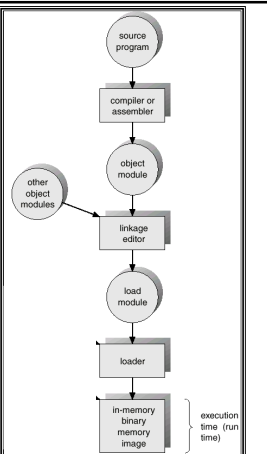 source
program
compiler or
assembler
object
module
other
object
modules
linkage
editor
load
module
loader
in-memory
binary
memory
image
execution
time (run
time)